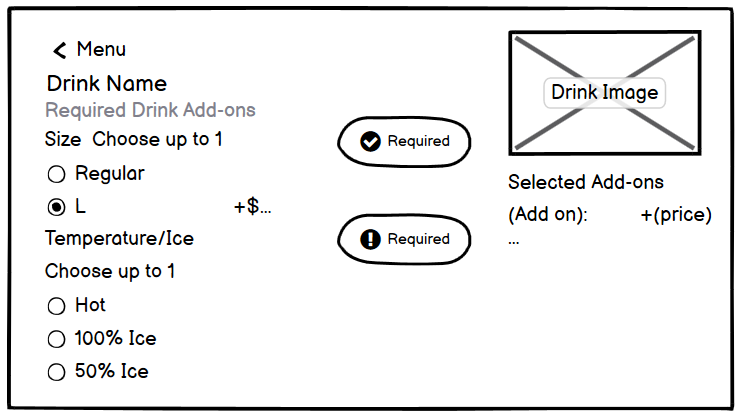 Menu
Drink Name
Required Drink Add-ons
Size Choose up to 1
Required
Regular
L +$...
Temperature/Ice
Required
Choose up to 1
Hot
100% Ice
50% Ice
Drink Image
Selected Add-ons
(Add on): +(price)
...